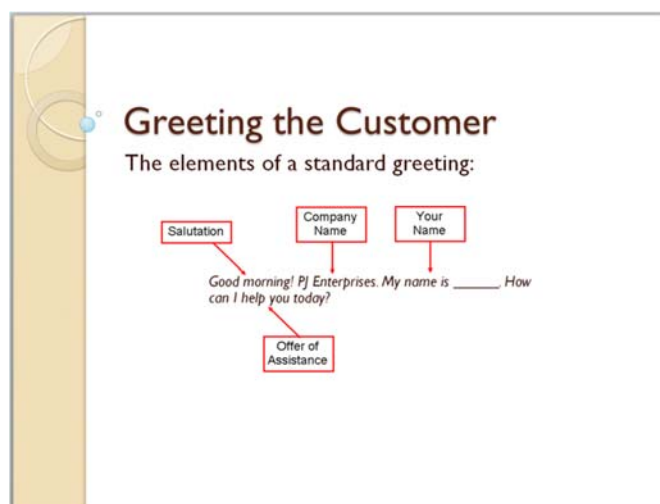 Greeting the Customer
The elements of a standard greeting:
Salutation
Company
Name
Your
Name
Good morning! PJ Enterprises. My name is ______. How
can I help you today?
Offer of
Assistance